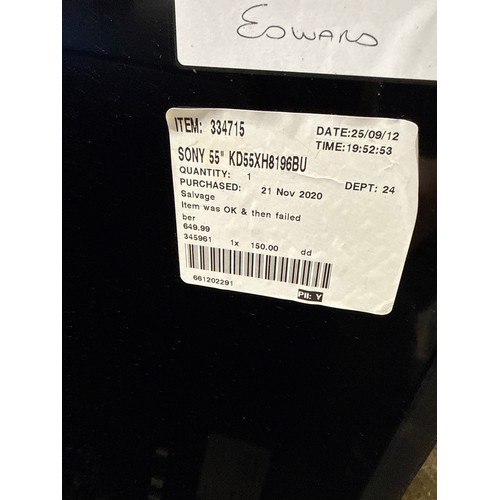 EDWARD
ITEM: 334715 DATE:25/09/12
TIME:19:52:53
SONY 55" KD55XH8196BU
QUANTITY: 1
PURCHASED: 21 Nov 2020 DEPT: 24
Salvage
Item was OK & then failed
ber
649.99
345961 1x 150.00 dd
661202291
PII: Y